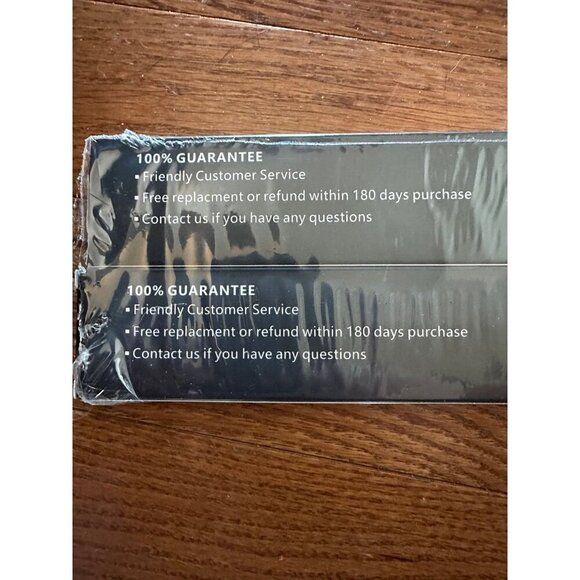 100% GUARANTEE
▪ Friendly Customer Service
▪ Free replacment or refund within 180 days purchase
▪ Contact us if you have any questions
100% GUARANTEE
▪ Friendly Customer Service
▪ Free replacment or refund within 180 days purchase
▪ Contact us if you have any questions